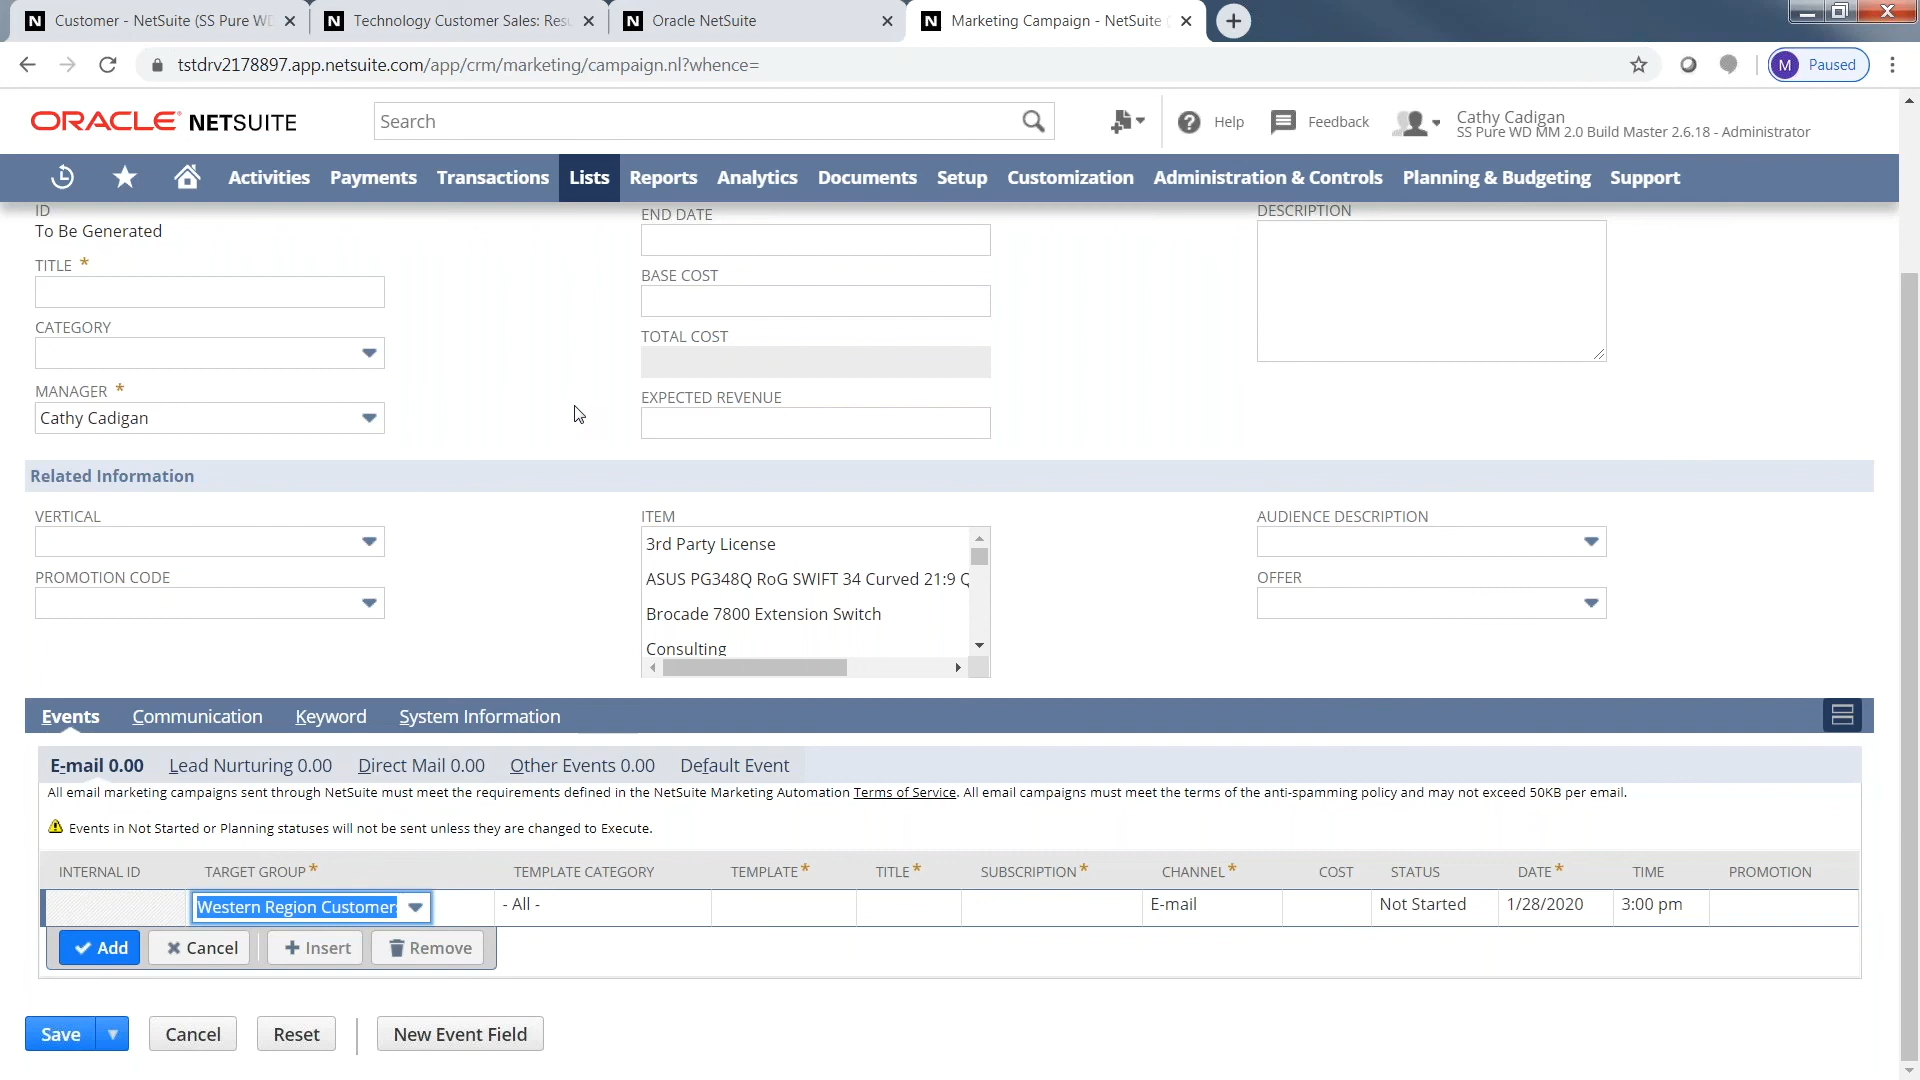 Customer - NetSuite (SS Pure WD
Technology Customer Sales: Resu
Oracle NetSuite
Marketing Campaign - NetSuite (
tstdrv2178897.app.netsuite.com/app/crm/marketing/campaign.nl?whence=
M Paused
ORACLE NETSUITE
Search
Help
Feedback
Cathy Cadigan
SS Pure WD MM 2.0 Build Master 2.6.18 - Administrator
Activities Payments Transactions Lists Reports Analytics Documents Setup Customization Administration & Controls Planning & Budgeting Support
ID
To Be Generated
TITLE *
CATEGORY
MANAGER *
Cathy Cadigan
END DATE
BASE COST
TOTAL COST
EXPECTED REVENUE
DESCRIPTION
Related Information
VERTICAL
PROMOTION CODE
ITEM
3rd Party License
ASUS PG348Q RoG SWIFT 34 Curved 21:9 Q
Brocade 7800 Extension Switch
Consulting
AUDIENCE DESCRIPTION
OFFER
Events Communication Keyword System Information
E-mail 0.00 Lead Nurturing 0.00 Direct Mail 0.00 Other Events 0.00 Default Event
All email marketing campaigns sent through NetSuite must meet the requirements defined in the NetSuite Marketing Automation Terms of Service. All email campaigns must meet the terms of the anti-spamming policy and may not exceed 50KB per email.
Events in Not Started or Planning statuses will not be sent unless they are changed to Execute.
INTERNAL ID TARGET GROUP * TEMPLATE CATEGORY TEMPLATE * TITLE * SUBSCRIPTION * CHANNEL * COST STATUS DATE * TIME PROMOTION
Western Region Customers - All - E-mail Not Started 1/28/2020 3:00 pm
Add Cancel Insert Remove
Save Cancel Reset New Event Field